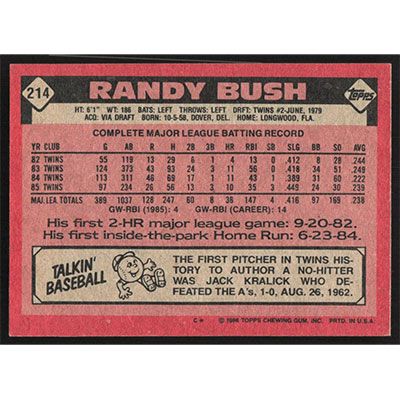 214
RANDY BUSH
Topps
HT: 6'1" WT: 186 BATS: LEFT THROWS: LEFT DRFT: TWINS #2-JUNE, 1979
ACQ: VIA DRAFT BORN: 10-5-58, DOVER, DEL. HOME: LONGWOOD, FLA.
COMPLETE MAJOR LEAGUE BATTING RECORD
YR CLUB G AB R H 2B 3B HR RBI SB SLG BB SO AVG
82 TWINS 55 119 13 29 6 1 4 13 0 .412 8 28 .244
83 TWINS 124 373 43 93 24 3 11 56 0 .418 34 51 .249
84 TWINS 113 311 46 69 17 1 11 43 1 .389 31 60 .222
85 TWINS 97 234 26 56 13 3 10 35 3 .449 24 30 .239
MAJ. LEA. TOTALS 389 1037 128 247 60 8 36 147 4 .416 97 169 .238
GW-RBI (1985): 4 GW-RBI (CAREER): 14
His first 2-HR major league game: 9-20-82.
His first inside-the-park Home Run: 6-23-84.
TALKIN'
BASEBALL
THE FIRST PITCHER IN TWINS HIS-
TORY TO AUTHOR A NO-HITTER
WAS JACK KRALICK WHO DE-
FEATED THE A's, 1-0, AUG. 26, 1962.
C* © 1986 TOPPS CHEWING GUM, INC. PRTD. IN U.S.A.